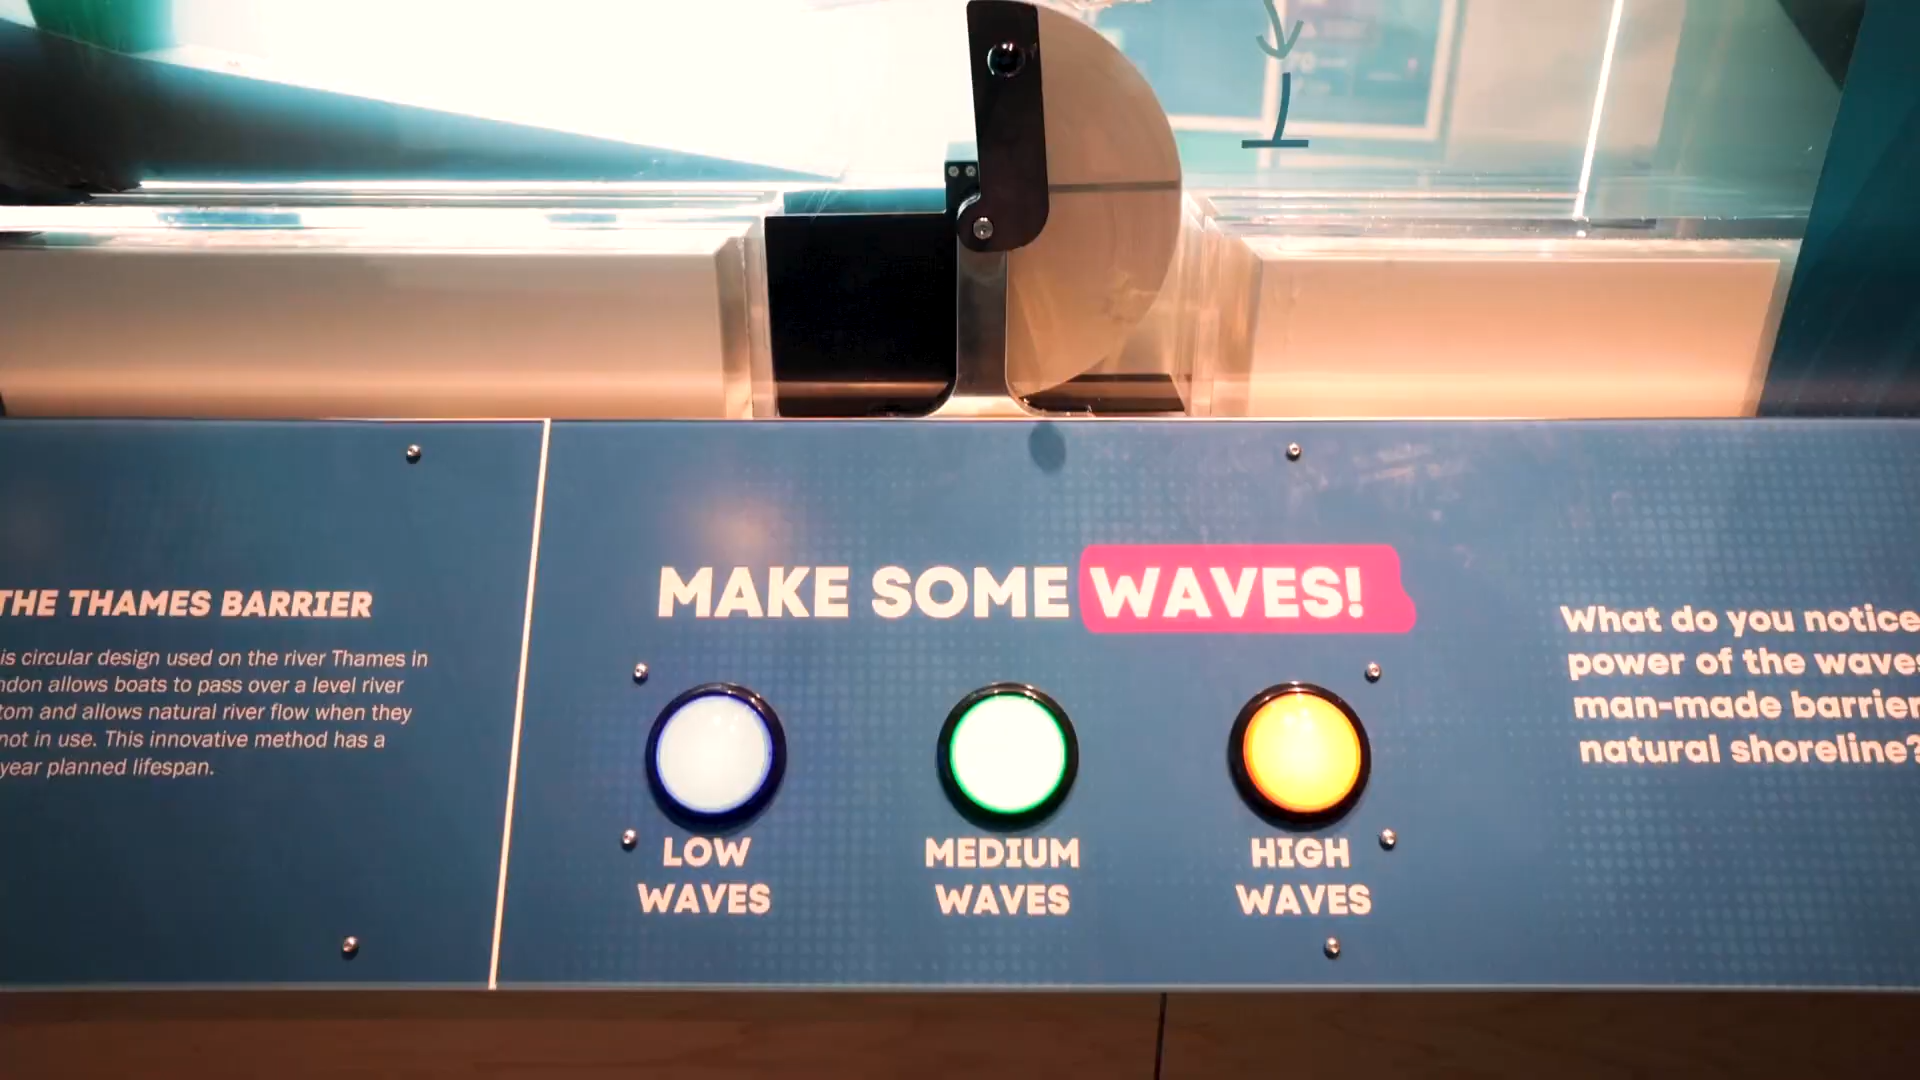 THE THAMES BARRIER
is circular design used on the river Thames in
ndon allows boats to pass over a level river
tom and allows natural river flow when they
not in use. This innovative method has a
year planned lifespan.
MAKE SOME WAVES!
LOW
WAVES
MEDIUM
WAVES
HIGH
WAVES
What do you notice
power of the waves
man-made barrier
natural shoreline?